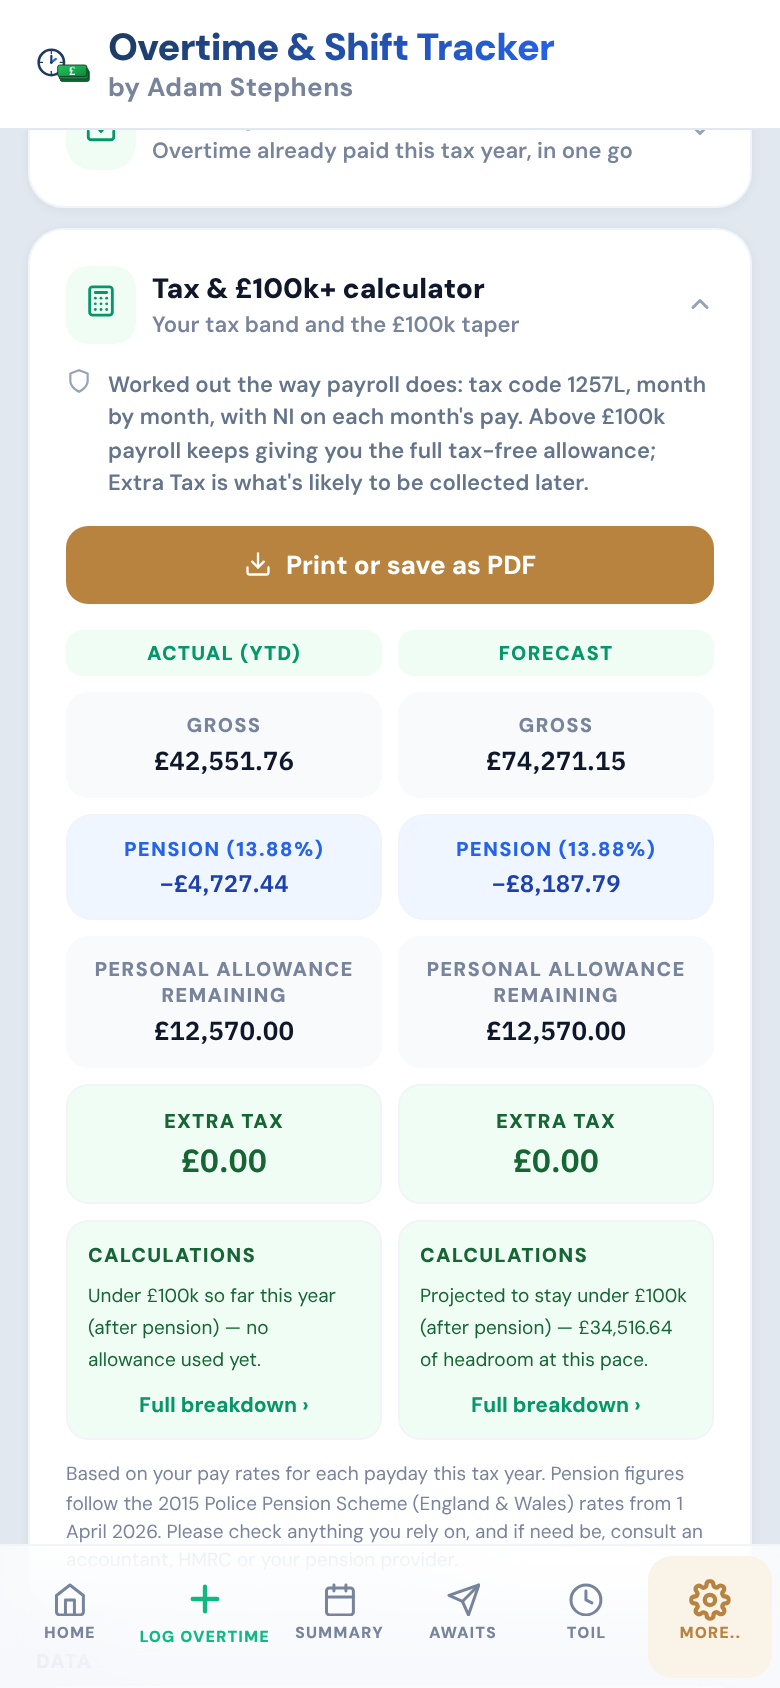 Overtime & Shift Tracker
by Adam Stephens
£
Overtime already paid this tax year, in one go
Tax & £100k+ calculator
Your tax band and the £100k taper
Worked out the way payroll does: tax code 1257L, month
by month, with NI on each month's pay. Above £100k
payroll keeps giving you the full tax-free allowance;
Extra Tax is what's likely to be collected later.
Print or save as PDF
ACTUAL (YTD)
FORECAST
GROSS
£42,551.76
GROSS
£74,271.15
PENSION (13.88%)
−£4,727.44
PENSION (13.88%)
−£8,187.79
PERSONAL ALLOWANCE
REMAINING
£12,570.00
PERSONAL ALLOWANCE
REMAINING
£12,570.00
EXTRA TAX
£0.00
EXTRA TAX
£0.00
CALCULATIONS
Under £100k so far this year
(after pension) — no
allowance used yet.
Full breakdown ›
CALCULATIONS
Projected to stay under £100k
(after pension) — £34,516.64
of headroom at this pace.
Full breakdown ›
Based on your pay rates for each payday this tax year. Pension figures
follow the 2015 Police Pension Scheme (England & Wales) rates from 1
April 2026. Please check anything you rely on, and if need be, consult an
accountant, HMRC or your pension provider.
HOME
LOG OVERTIME
SUMMARY
AWAITS
TOIL
MORE..
DATA